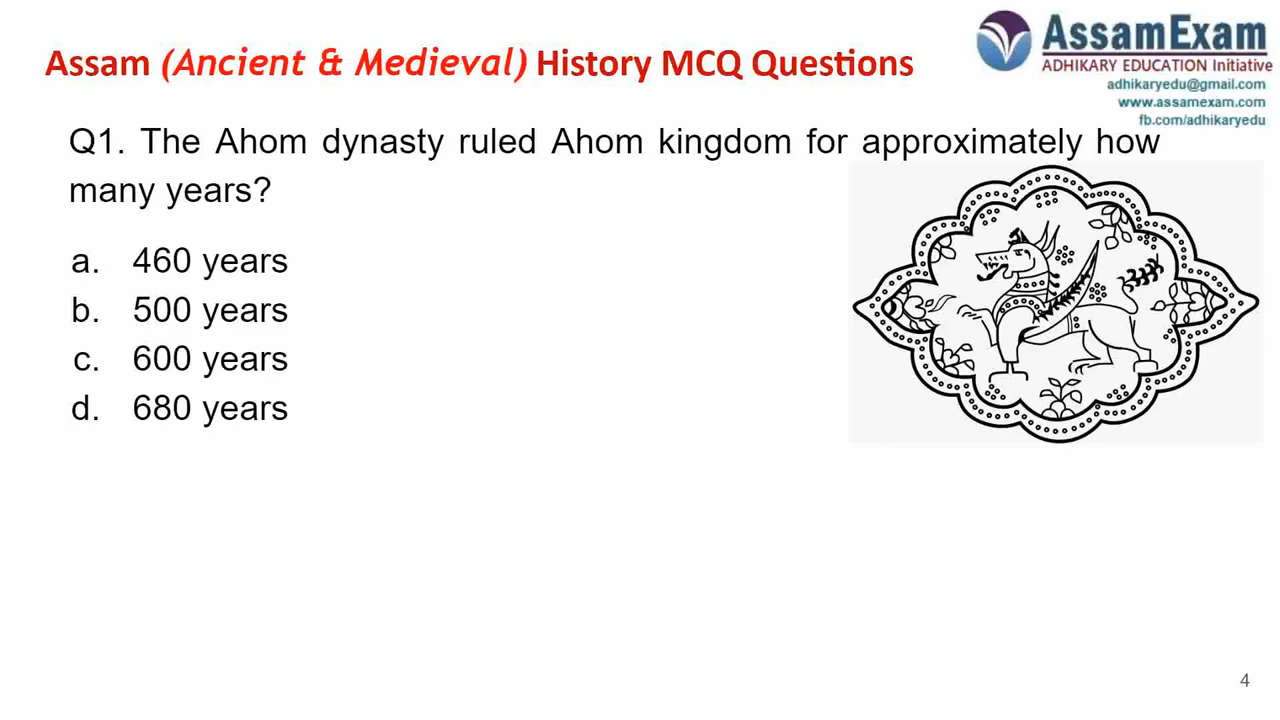 Assam (Ancient & Medieval) History MCQ Questions
AssamExam
ADHIKARY EDUCATION Initiative
adhikaryedu@gmail.com
www.assamexam.com
fb.com/adhikaryedu
Q1. The Ahom dynasty ruled Ahom kingdom for approximately how
many years?
a. 460 years
b. 500 years
c. 600 years
d. 680 years
4